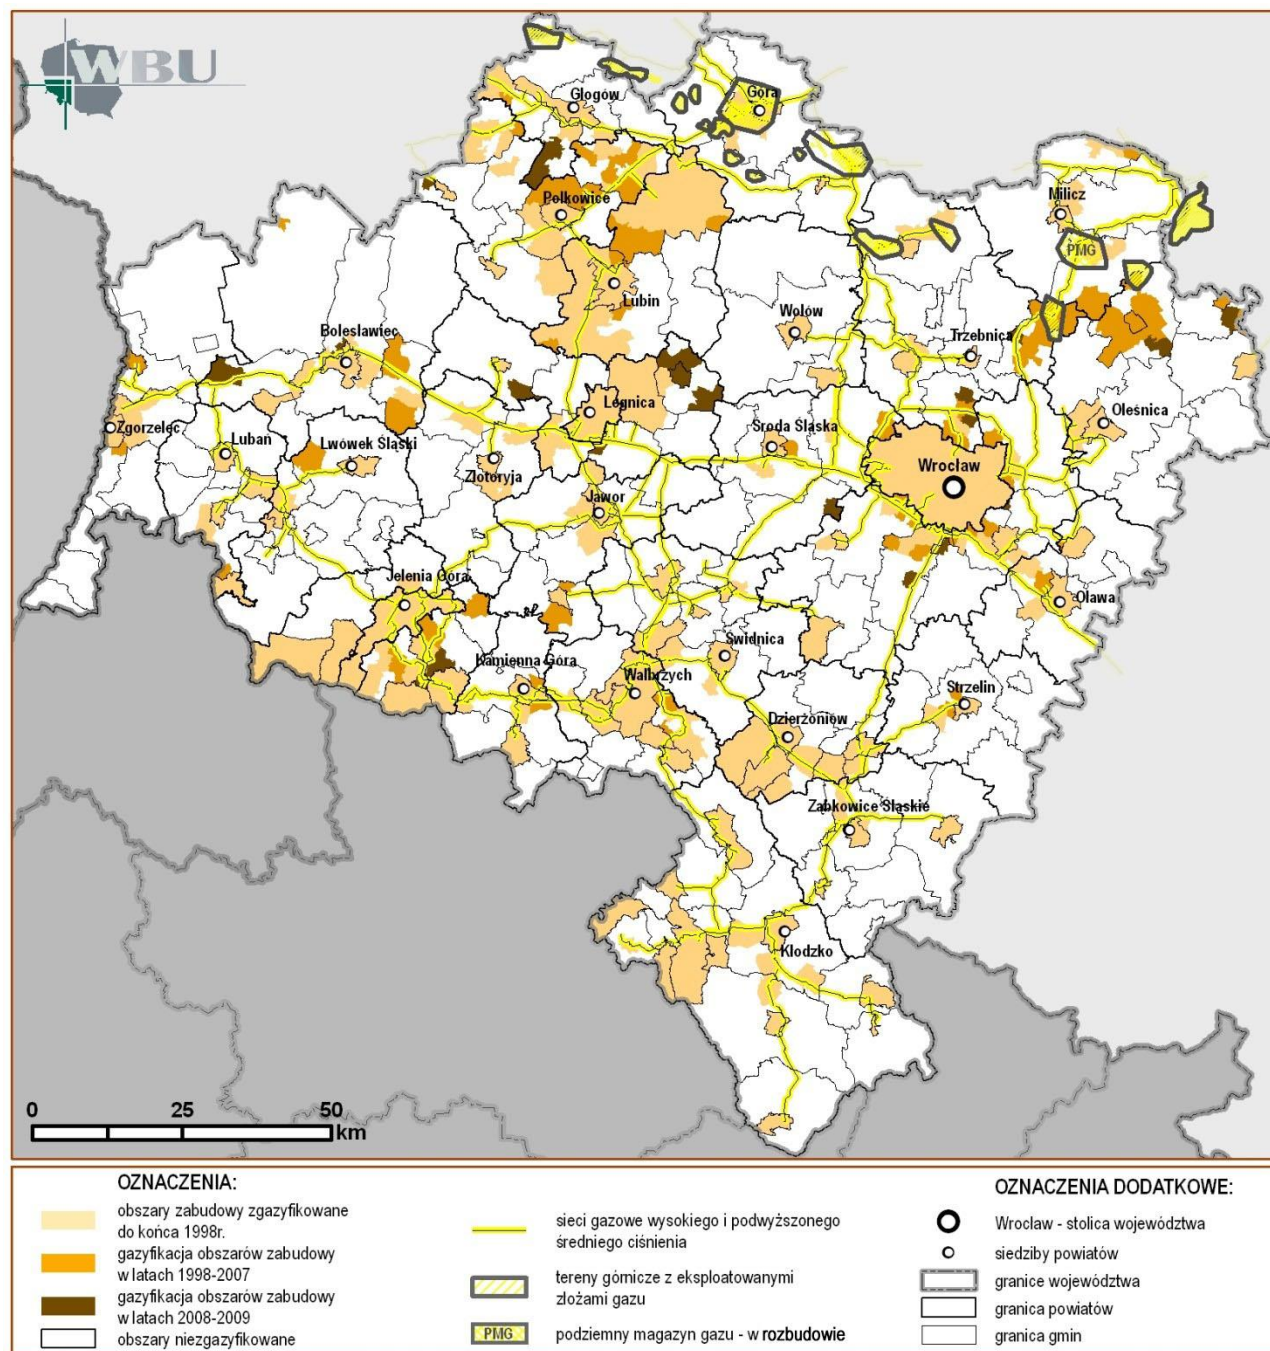 WBU
Głogów
Góra
Polkowice
Milicz
PMG
Lubin
Wołów
Bolesławiec
Trzebnica
Legnica
Oleśnica
Zgorzelec
Lubań
Lwówek Śląski
Środa Śląska
Złotoryja
Wrocław
Jawor
Jelenia Góra
Oława
Świdnica
Kamienna Góra
Wałbrzych
Strzelin
Dzierżoniów
Ząbkowice Śląskie
Kłodzko
0 25 50
km
OZNACZENIA:
obszary zabudowy zgazyfikowane
do końca 1998r.
gazyfikacja obszarów zabudowy
w latach 1998-2007
gazyfikacja obszarów zabudowy
w latach 2008-2009
obszary niezgazyfikowane
sieci gazowe wysokiego i podwyższonego
średniego ciśnienia
tereny górnicze z eksploatowanymi
złożami gazu
PMG podziemny magazyn gazu - w rozbudowie
OZNACZENIA DODATKOWE:
Wrocław - stolica województwa
siedziby powiatów
granice województwa
granica powiatów
granica gmin